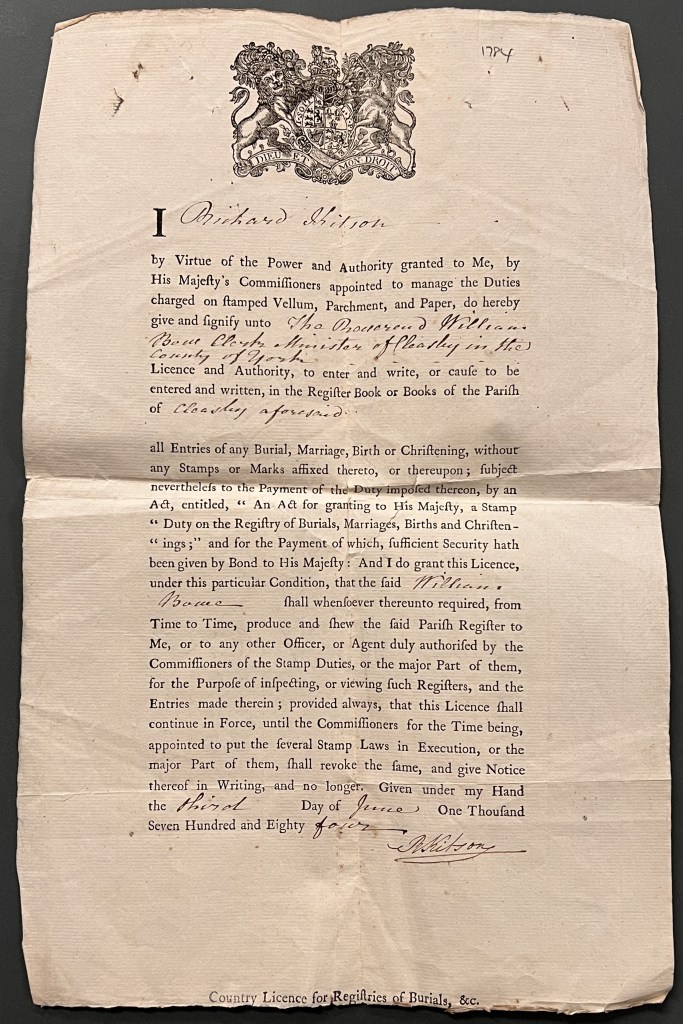 1784
DIEU ET MON DROIT
I Richard Kitson
by Virtue of the Power and Authority granted to Me, by
His Majeſty's Commiſſioners appointed to manage the Duties
charged on ſtamped Vellum, Parchment, and Paper, do hereby
give and ſignify unto The Reverend William
Bowe Clerk Minister of Cleasby in the
County of York
Licence and Authority, to enter and write, or cauſe to be
entered and written, in the Regiſter Book or Books of the Pariſh
of Cleasby aforesaid
all Entries of any Burial, Marriage, Birth or Chriſtening, without
any Stamps or Marks affixed thereto, or thereupon; ſubject
nevertheleſs to the Payment of the Duty impoſed thereon, by an
Act, entitled, “ An Act for granting to His Majeſty, a Stamp
“ Duty on the Regiſtry of Burials, Marriages, Births and Chriſten-
“ ings;” and for the Payment of which, ſufficient Security hath
been given by Bond to His Majeſty: And I do grant this Licence,
under this particular Condition, that the ſaid William
Bowe ſhall whenſoever thereunto required, from
Time to Time, produce and ſhew the ſaid Pariſh Regiſter to
Me, or to any other Officer, or Agent duly authoriſed by the
Commiſſioners of the Stamp Duties, or the major Part of them,
for the Purpoſe of inſpecting, or viewing ſuch Regiſters, and the
Entries made therein; provided always, that this Licence ſhall
continue in Force, until the Commiſſioners for the Time being,
appointed to put the ſeveral Stamp Laws in Execution, or the
major Part of them, ſhall revoke the ſame, and give Notice
thereof in Writing, and no longer. Given under my Hand
the third Day of June One Thouſand
Seven Hundred and Eighty four
R Kitson
Country Licence for Regiſtries of Burials, &c.